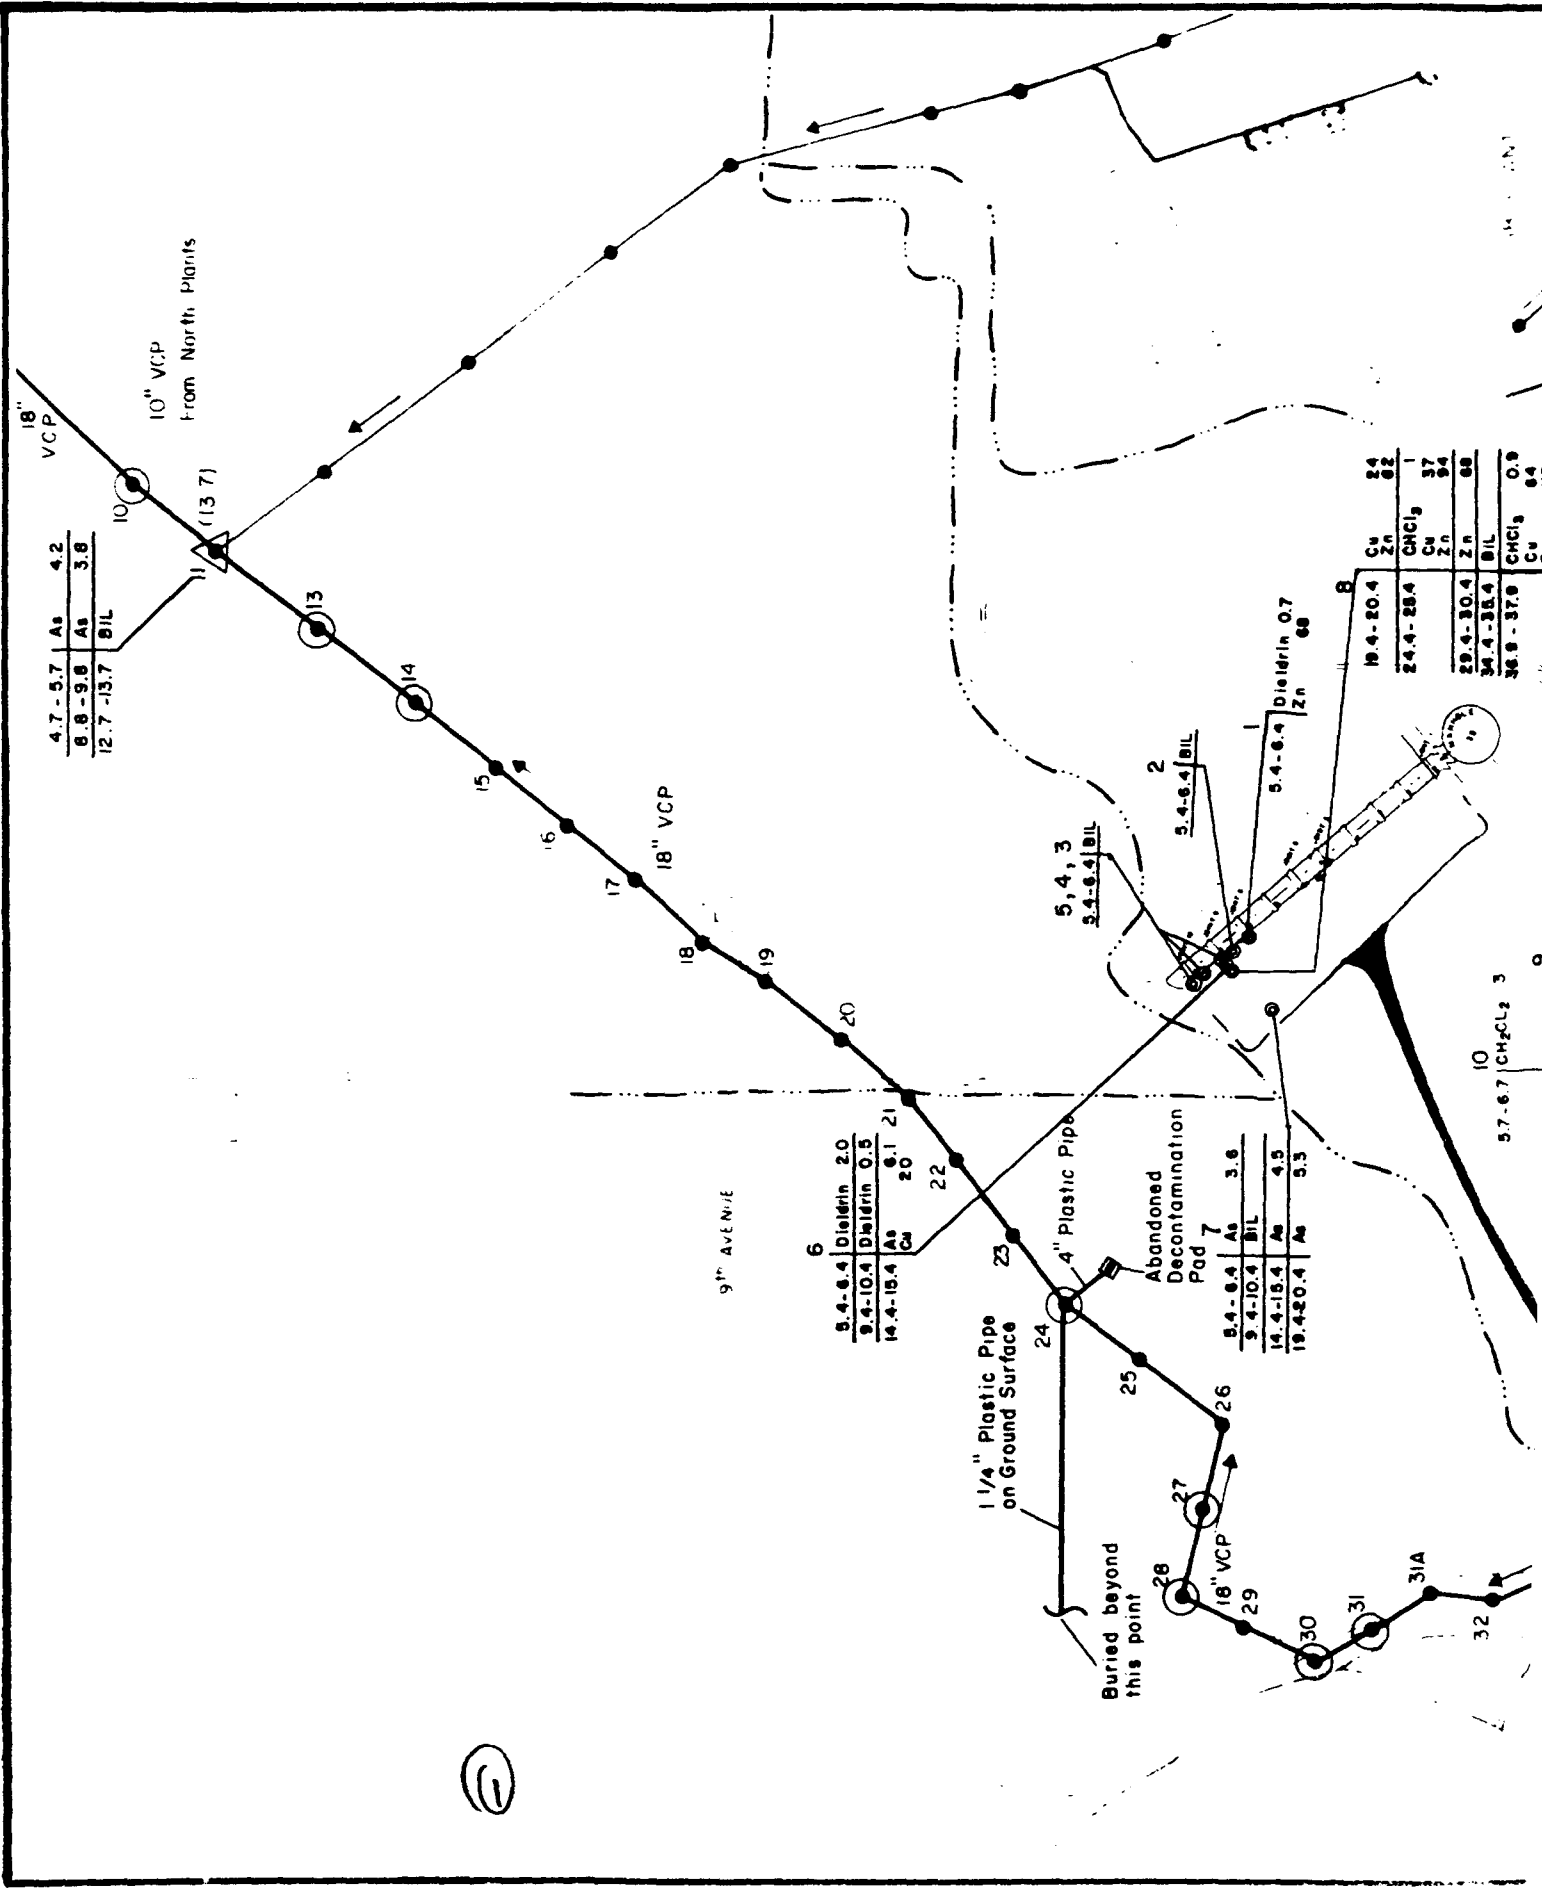 18"
VCP
10" VCP
From North Plants
10
(13.7)
11
4.7-5.7 As 4.2
8.8-9.8 As 3.8
12.7-13.7 BIL
13
14
15
16
17
18" VCP
18
19
20
21
22
23
24
25
26
27
28
18" VCP
29
30
31
31A
32
9th AVENUE
6
5.4-6.4 Dieldrin 2.0
9.4-10.4 Dieldrin 0.5
14.4-15.4 As 6.1
Cu 20
4" Plastic Pipe
Abandoned
Decontamination
Pad
1 1/4" Plastic Pipe
on Ground Surface
Buried beyond
this point
7
5.4-6.4 As 3.6
9.4-10.4 BIL
14.4-15.4 As 4.5
19.4-20.4 As 5.3
5,4,3
5.4-6.4 BIL
2
5.4-6.4 BIL
1
5.4-6.4 Dieldrin 0.7
Zn 68
8
19.4-20.4 Cu 24
Zn 82
24.4-25.4 CHCl3 1
Cu 37
Zn 94
29.4-30.4 Zn 68
34.4-35.4 BIL
36.9-37.9 CHCl3 0.9
Cu 64
10
5.7-6.7 CH2CL2 3
9